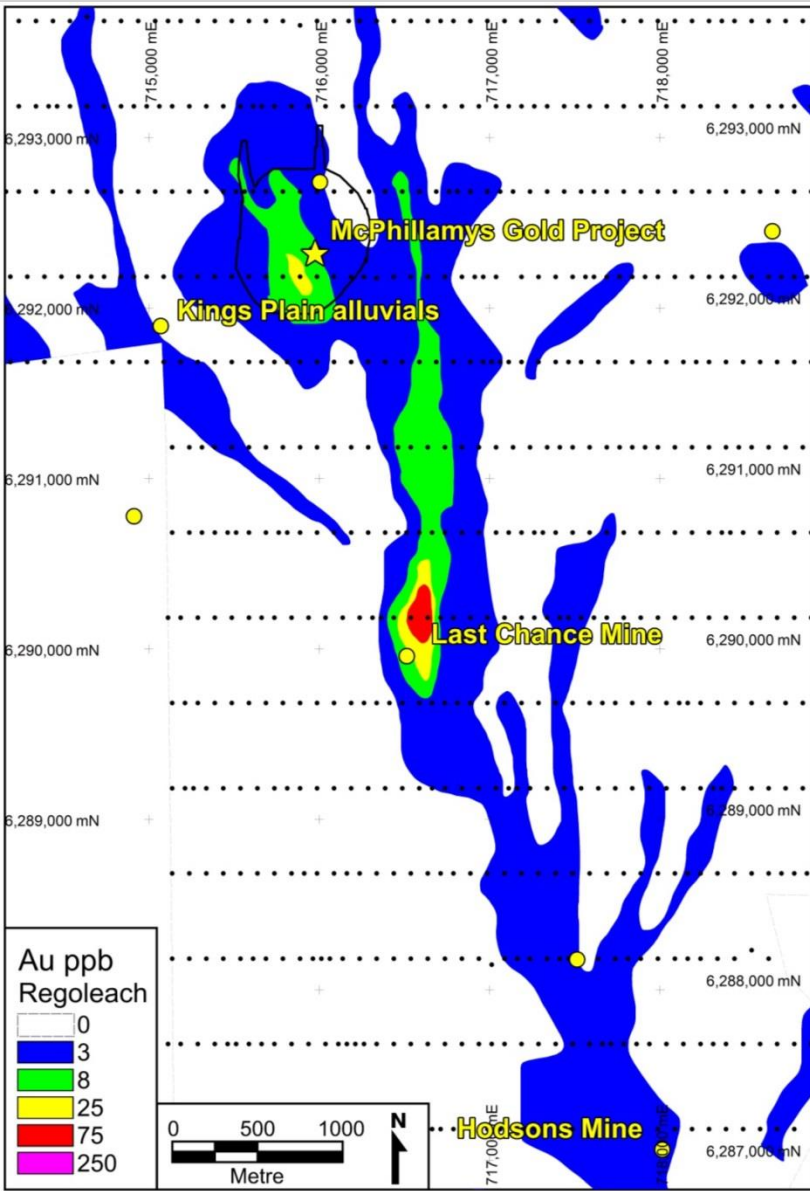 715,000 mE
716,000 mE
717,000 mE
718,000 mE
6,293,000 mN
6,293,000 mN
McPhillamys Gold Project
6,292,000 mN
6,292,000 mN
Kings Plain alluvials
6,291,000 mN
6,291,000 mN
6,290,000 mN
6,290,000 mN
Last Chance Mine
6,289,000 mN
6,289,000 mN
6,288,000 mN
Au ppb
Regoleach
0
3
8
25
75
250
0 500 1000
Metre
N
717,000 mE
718,000 mE
Hodsons Mine
6,287,000 mN